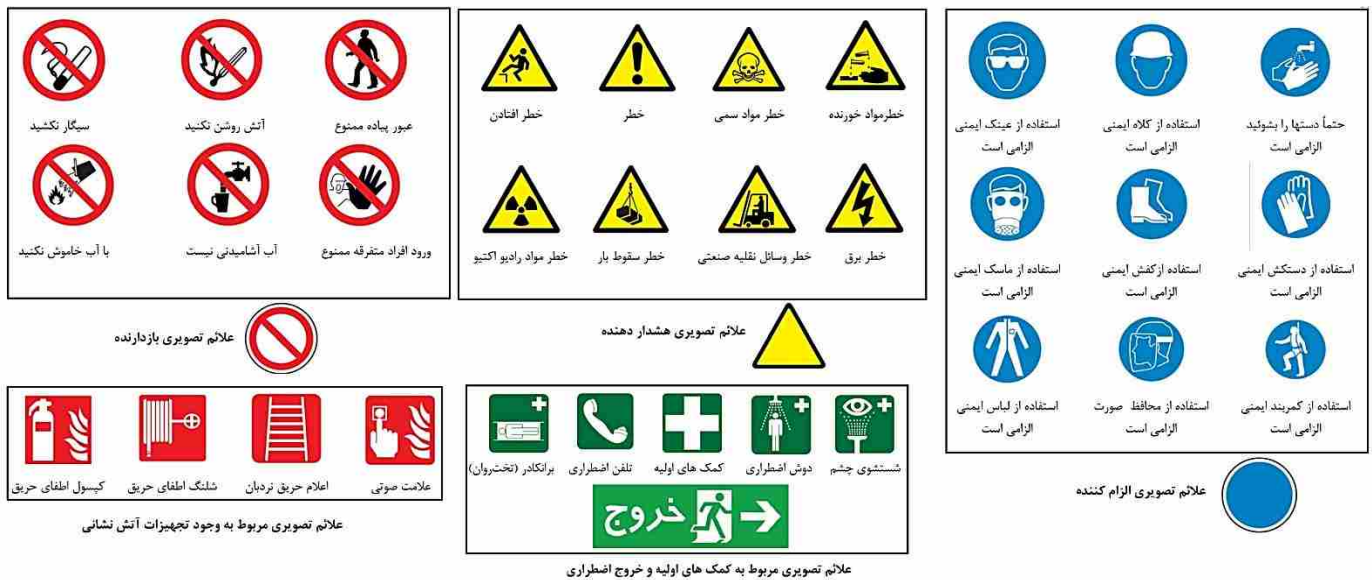 حتماً دستها را بشوئید
الزامی است
استفاده از کلاه ایمنی
الزامی است
استفاده از عینک ایمنی
الزامی است
استفاده از دستکش ایمنی
الزامی است
استفاده ازکفش ایمنی
الزامی است
استفاده از ماسک ایمنی
الزامی است
استفاده از کمربند ایمنی
الزامی است
استفاده از محافظ صورت
الزامی است
استفاده از لباس ایمنی
الزامی است
علائم تصویری الزام کننده
خطرمواد خورنده
خطر مواد سمی
خطر
خطر افتادن
خطر برق
خطر وسائل نقلیه صنعتی
خطر سقوط بار
خطر مواد رادیو اکتیو
علائم تصویری هشدار دهنده
عبور پیاده ممنوع
آتش روشن نکنید
سیگار نکشید
ورود افراد متفرقه ممنوع
آب آشامیدنی نیست
با آب خاموش نکنید
علائم تصویری بازدارنده
شستشوی چشم
دوش اضطراری
کمک های اولیه
تلفن اضطراری
برانکادر (تخت‌روان)
خروج
علائم تصویری مربوط به کمک های اولیه و خروج اضطراری
علامت صوتی
اعلام حریق نردبان
شلنگ اطفای حریق
کپسول اطفای حریق
علائم تصویری مربوط به وجود تجهیزات آتش نشانی